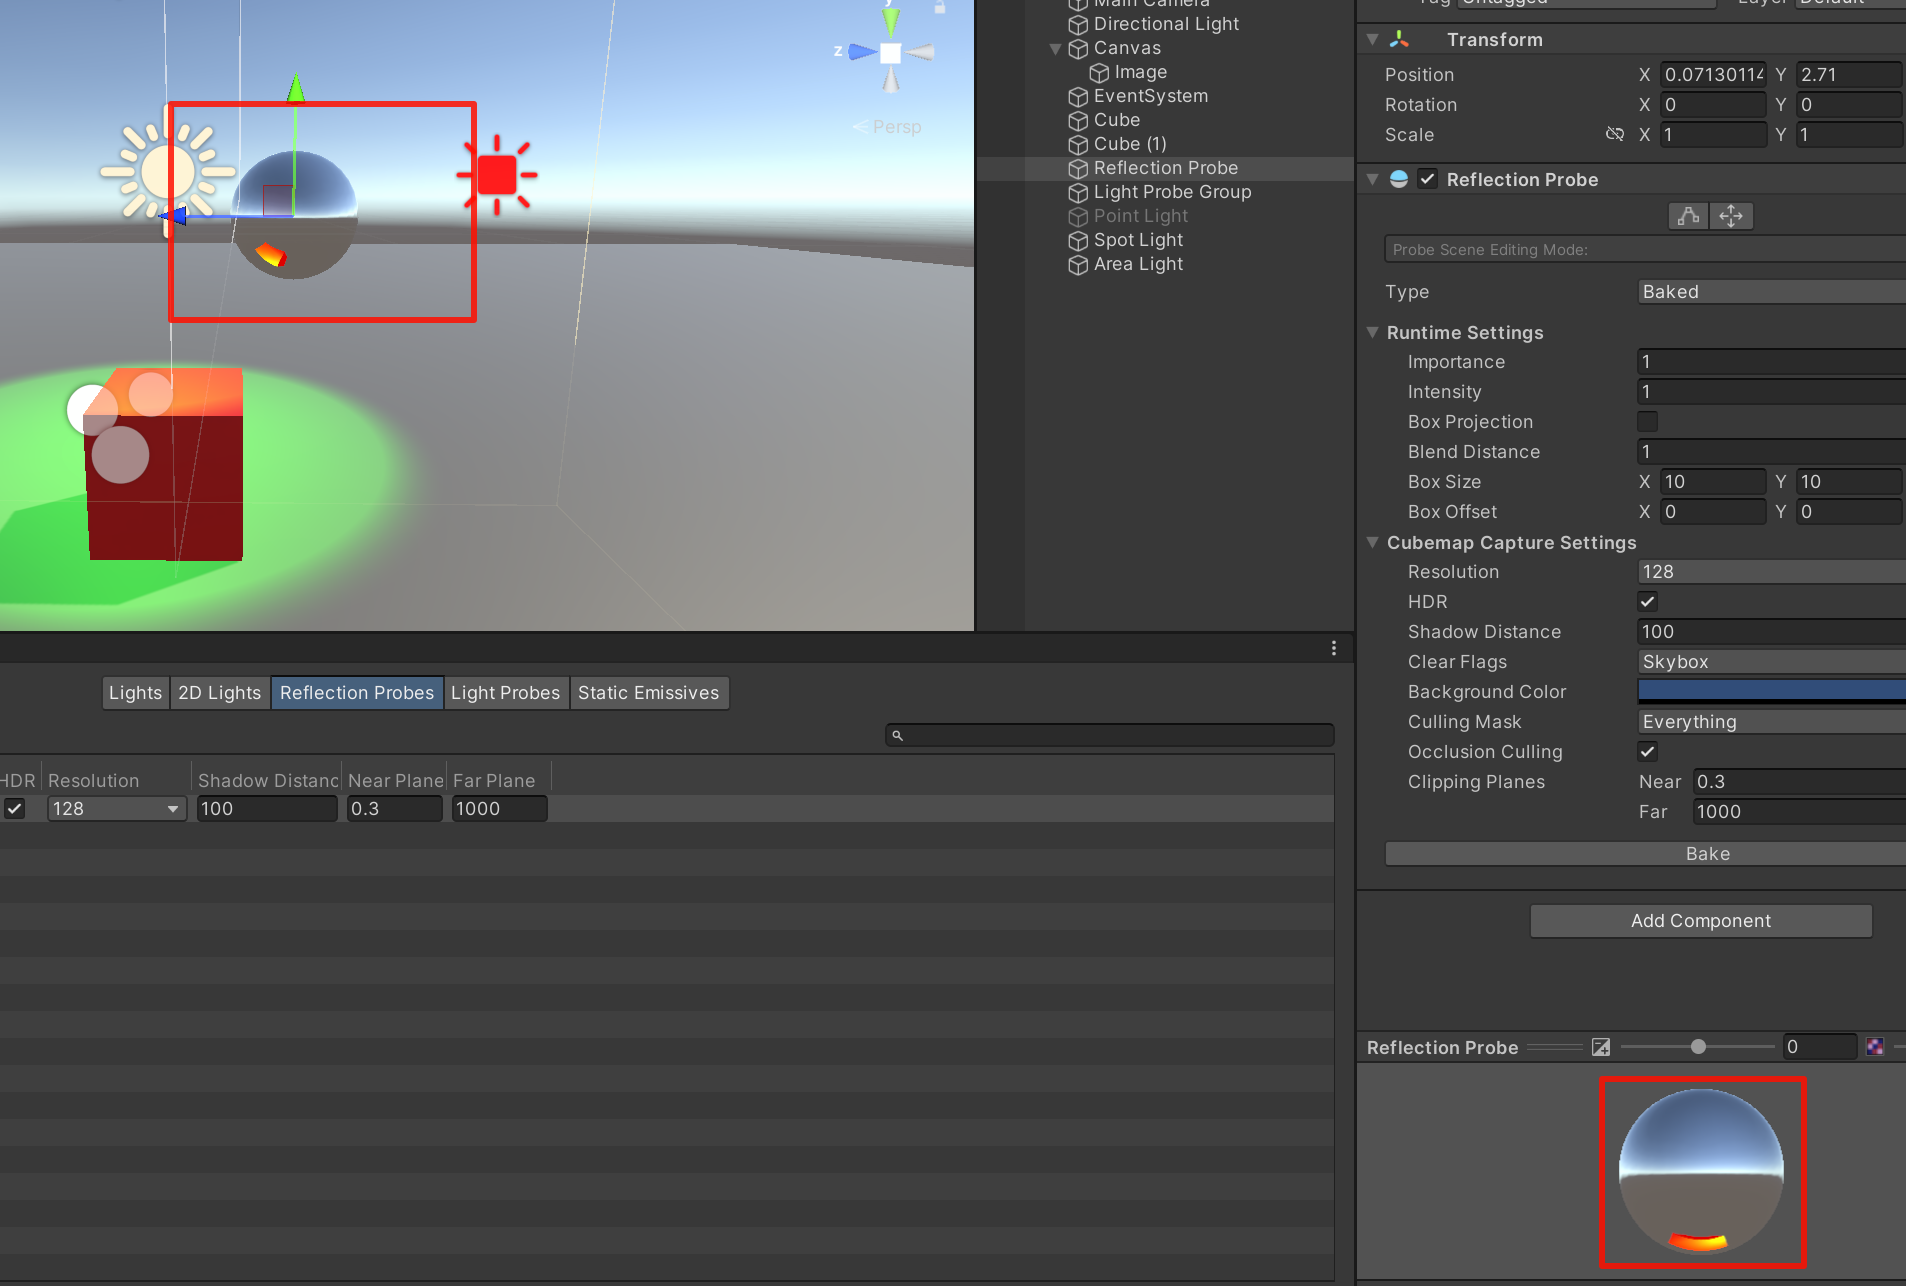 Main Camera
Directional Light
Canvas
Image
EventSystem
Cube
Cube (1)
Reflection Probe
Light Probe Group
Point Light
Spot Light
Area Light
y
z
Persp
Tag Untagged Layer Default
Transform
Position X 0.0713011 Y 2.71
Rotation X 0 Y 0
Scale X 1 Y 1
Reflection Probe
Probe Scene Editing Mode:
Type Baked
Runtime Settings
Importance 1
Intensity 1
Box Projection
Blend Distance 1
Box Size X 10 Y 10
Box Offset X 0 Y 0
Cubemap Capture Settings
Resolution 128
HDR
Shadow Distance 100
Clear Flags Skybox
Background Color
Culling Mask Everything
Occlusion Culling
Clipping Planes Near 0.3
Far 1000
Bake
Add Component
Reflection Probe 0
Lights 2D Lights Reflection Probes Light Probes Static Emissives
HDR Resolution Shadow Distanc Near Plane Far Plane
128 100 0.3 1000